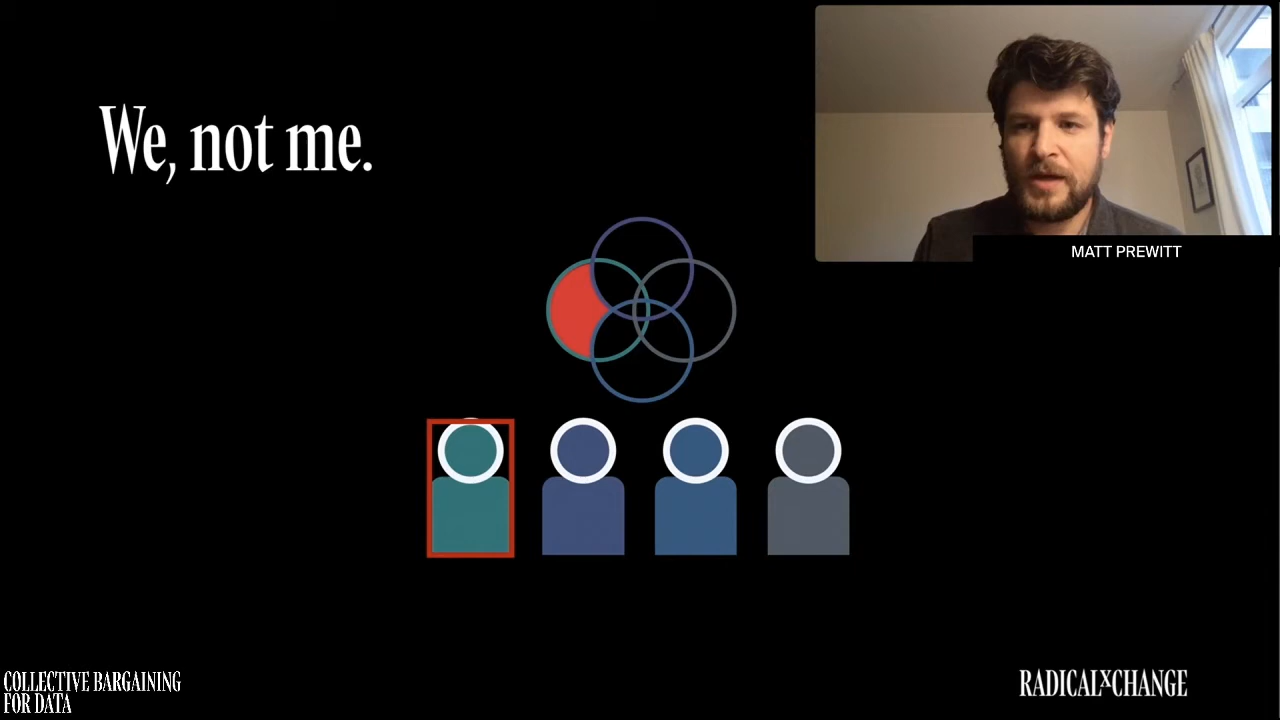 We, not me.
MATT PREWITT
COLLECTIVE BARGAINING
FOR DATA
RADICALXCHANGE